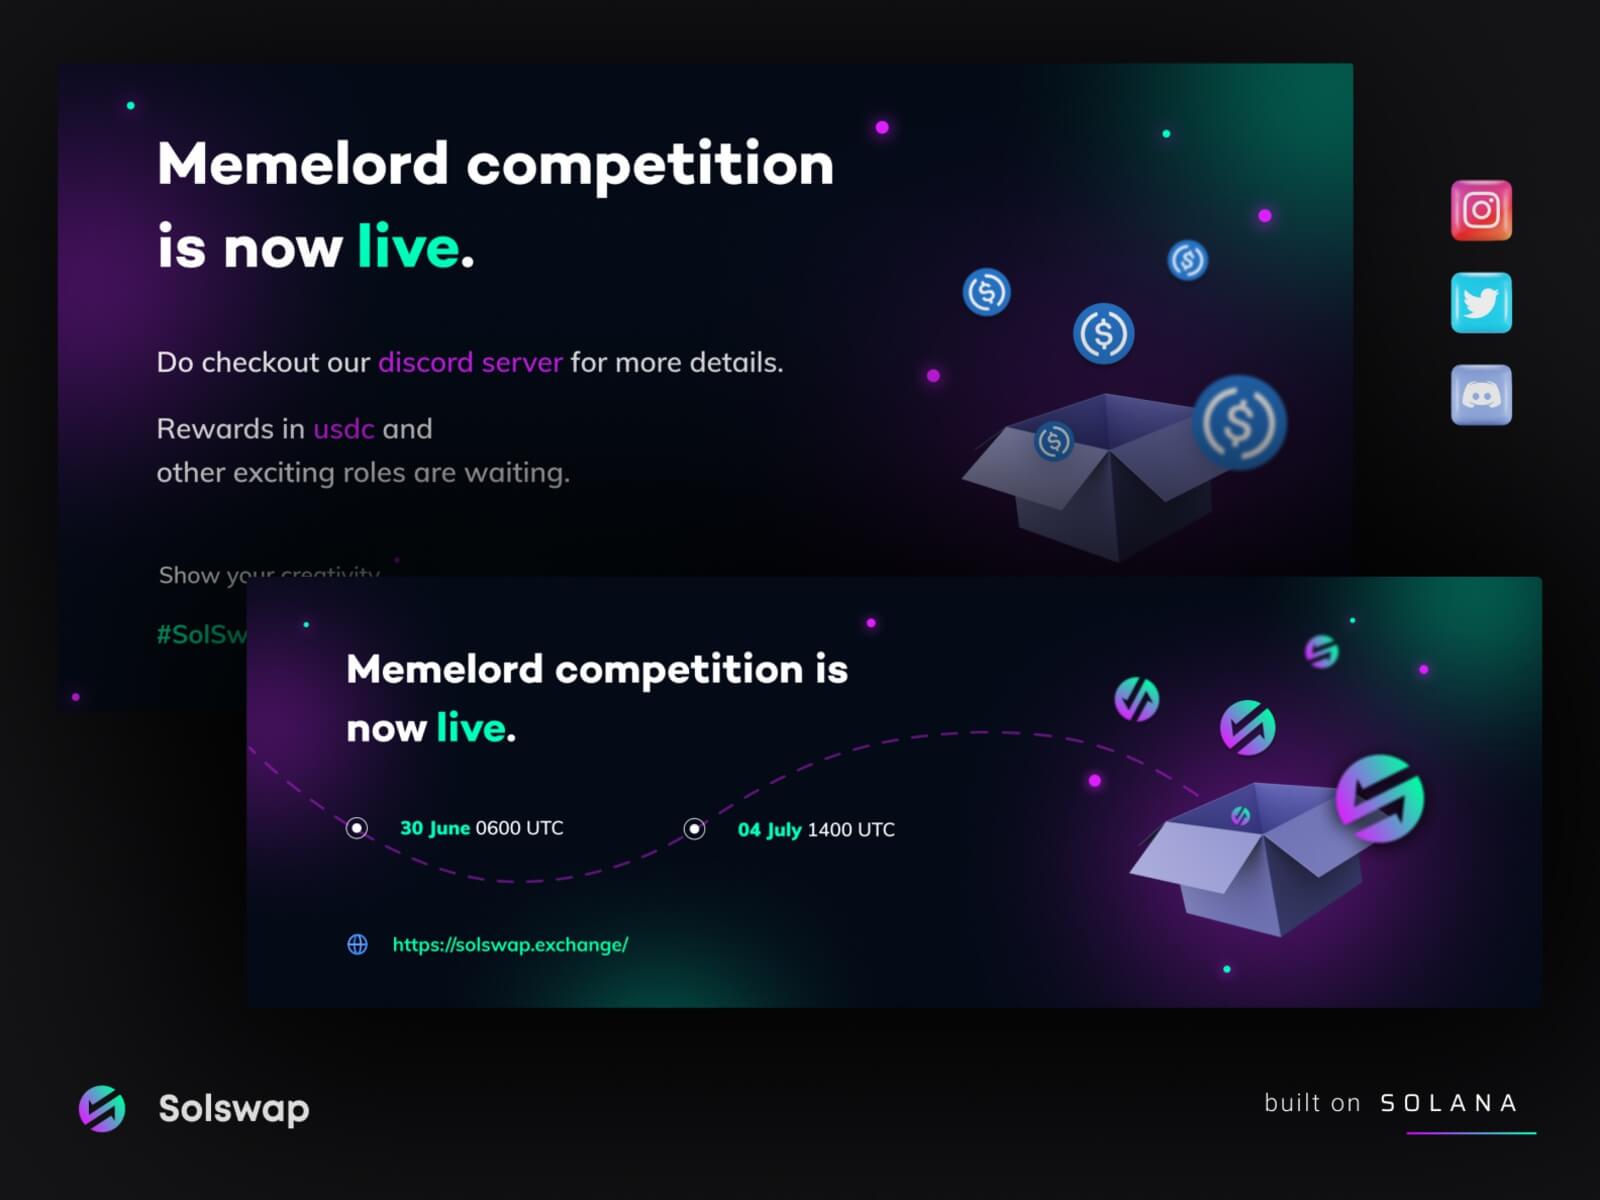 Memelord competition
is now live.
Do checkout our discord server for more details.
Rewards in usdc and
other exciting roles are waiting.
Show your creativity
Memelord competition is
now live.
30 June 0600 UTC
04 July 1400 UTC
https://solswap.exchange/
Solswap
built on SOLANA